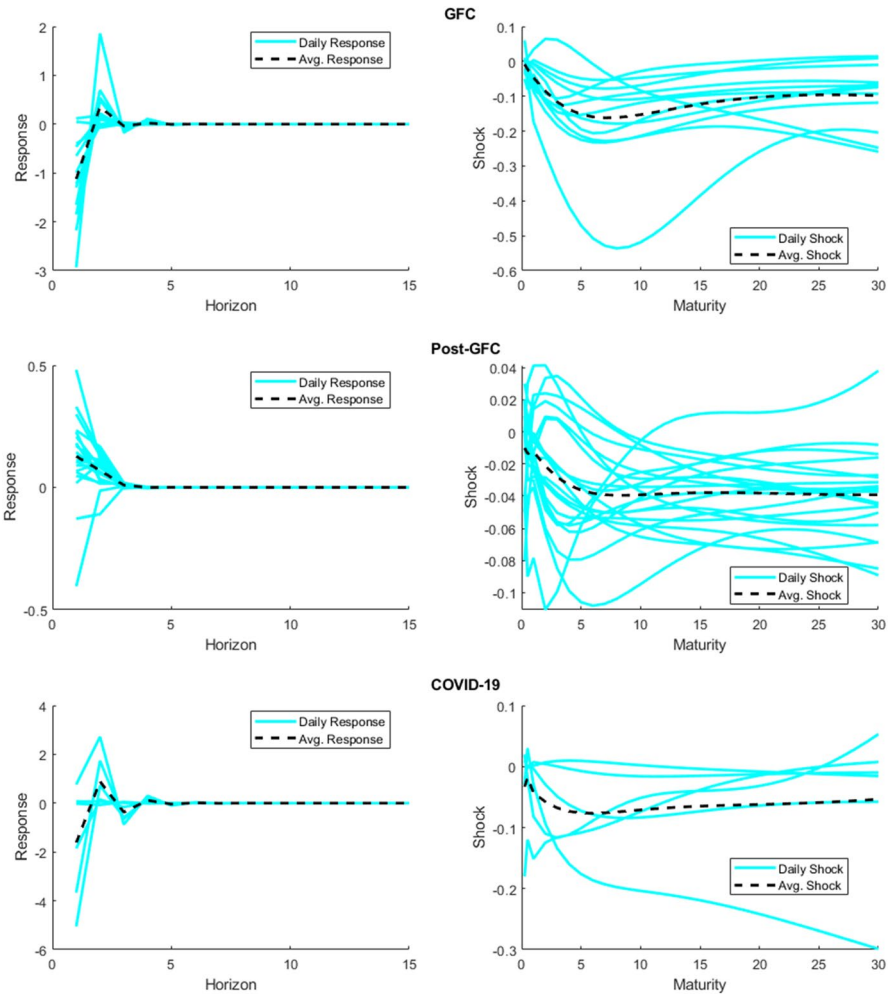 GFC
2
1
0
-1
-2
-3
Response
0
5
10
15
Horizon
Daily Response
Avg. Response
0.1
0
-0.1
-0.2
-0.3
-0.4
-0.5
-0.6
Shock
0
5
10
15
20
25
30
Maturity
Daily Shock
Avg. Shock
Post-GFC
0.5
0
-0.5
Response
0
5
10
15
Horizon
Daily Response
Avg. Response
0.04
0.02
0
-0.02
-0.04
-0.06
-0.08
-0.1
Shock
0
5
10
15
20
25
30
Maturity
Daily Shock
Avg. Shock
COVID-19
4
2
0
-2
-4
-6
Response
0
5
10
15
Horizon
Daily Response
Avg. Response
0.1
0
-0.1
-0.2
-0.3
Shock
0
5
10
15
20
25
30
Maturity
Daily Shock
Avg. Shock